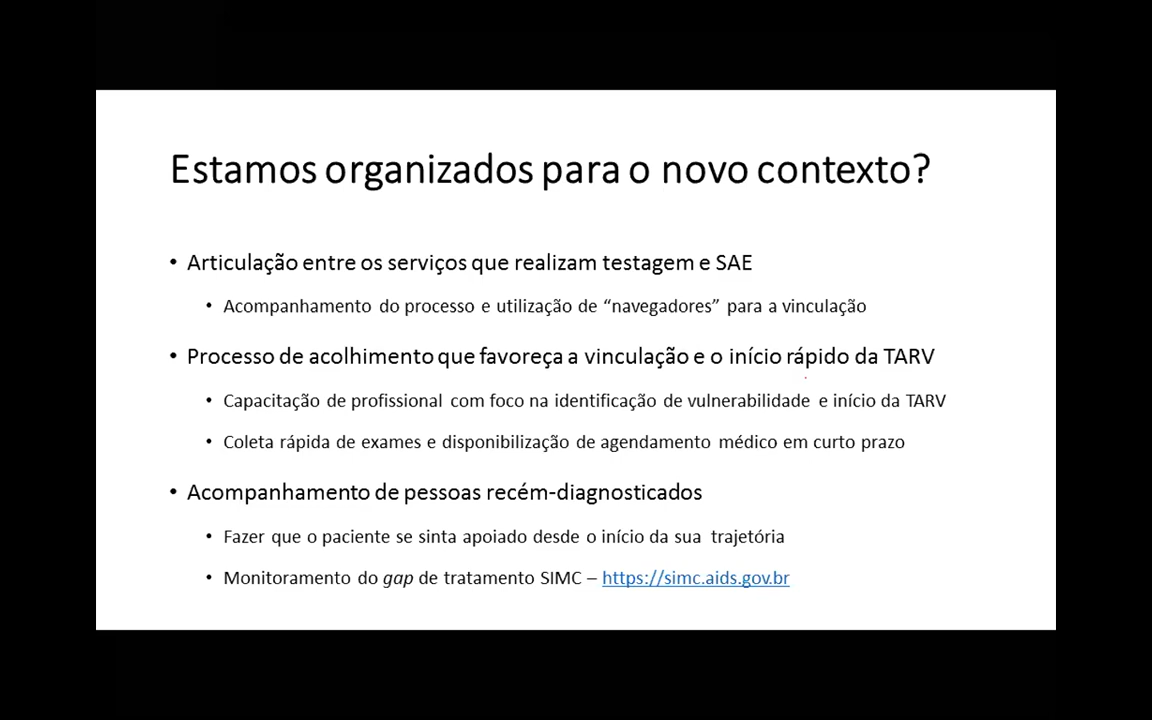 Estamos organizados para o novo contexto?
• Articulação entre os serviços que realizam testagem e SAE
• Acompanhamento do processo e utilização de “navegadores” para a vinculação
• Processo de acolhimento que favoreça a vinculação e o início rápido da TARV
• Capacitação de profissional com foco na identificação de vulnerabilidade e início da TARV
• Coleta rápida de exames e disponibilização de agendamento médico em curto prazo
• Acompanhamento de pessoas recém-diagnosticados
• Fazer que o paciente se sinta apoiado desde o início da sua trajetória
• Monitoramento do gap de tratamento SIMC – https://simc.aids.gov.br